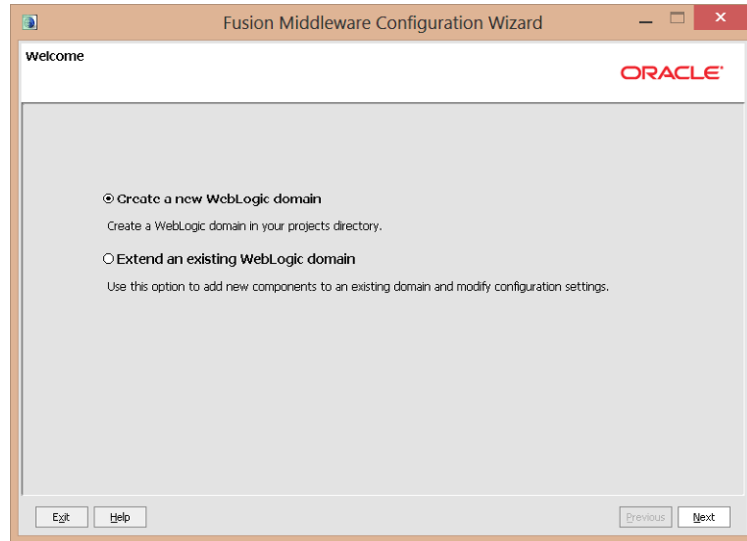 Fusion Middleware Configuration Wizard
Welcome
ORACLE
Create a new WebLogic domain
Create a WebLogic domain in your projects directory.
Extend an existing WebLogic domain
Use this option to add new components to an existing domain and modify configuration settings.
Exit Help Previous Next